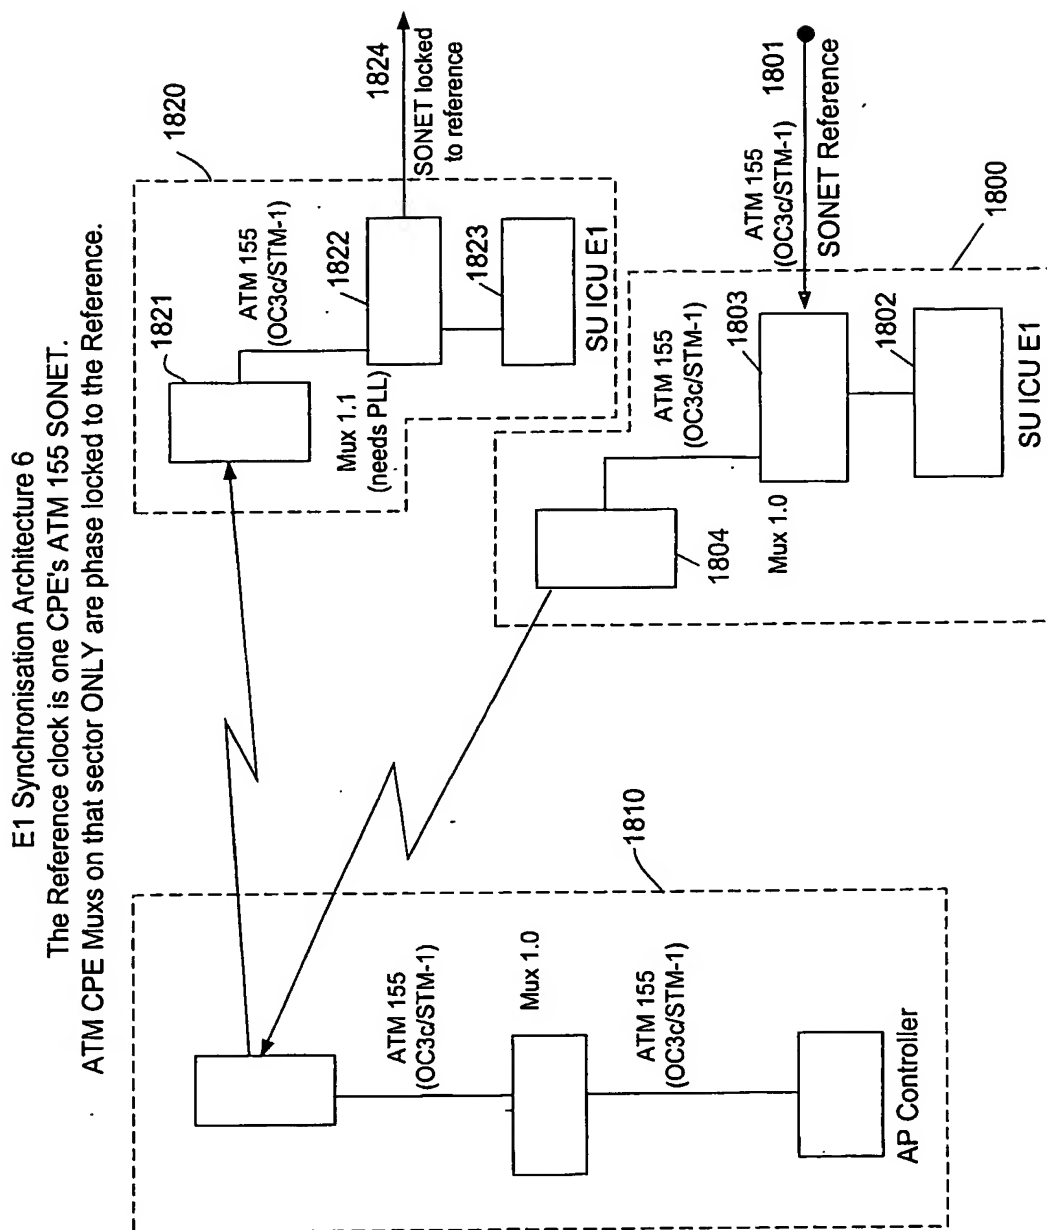 E1 Synchronisation Architecture 6
The Reference clock is one CPE's ATM 155 SONET.
ATM CPE Muxs on that sector ONLY are phase locked to the Reference.
1810
ATM 155
(OC3c/STM-1)
Mux 1.0
ATM 155
(OC3c/STM-1)
AP Controller
1820
1821
ATM 155
(OC3c/STM-1)
1822
Mux 1.1
(needs PLL)
1823
SU ICU E1
1824
SONET locked
to reference
1800
1804
ATM 155
(OC3c/STM-1)
1803
Mux 1.0
1802
SU ICU E1
ATM 155
(OC3c/STM-1)
1801
SONET Reference